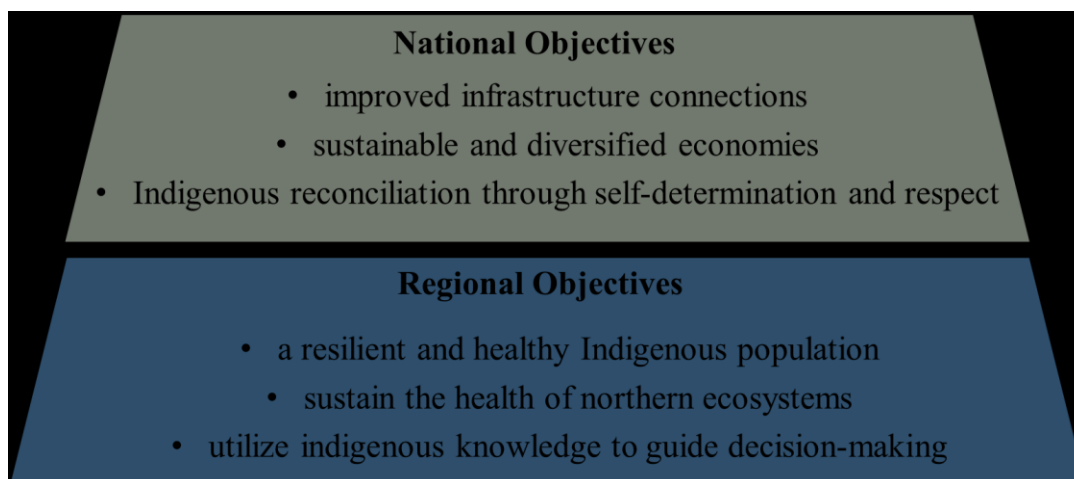 National Objectives
• improved infrastructure connections
• sustainable and diversified economies
• Indigenous reconciliation through self-determination and respect
Regional Objectives
• a resilient and healthy Indigenous population
• sustain the health of northern ecosystems
• utilize indigenous knowledge to guide decision-making